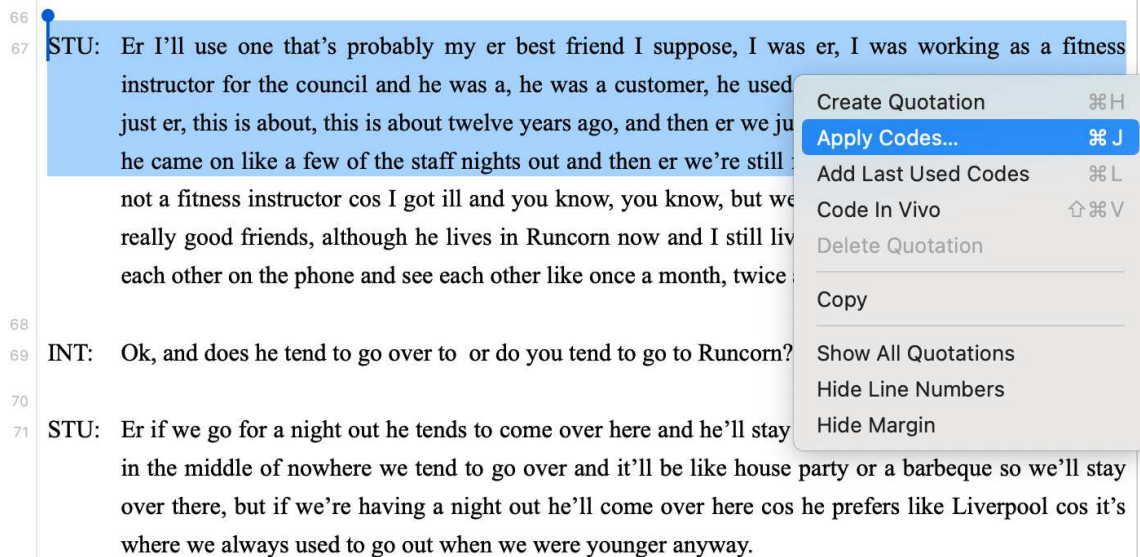 66
67 STU: Er I’ll use one that’s probably my er best friend I suppose, I was er, I was working as a fitness
instructor for the council and he was a, he was a customer, he used
just er, this is about, this is about twelve years ago, and then er we
he came on like a few of the staff nights out and then er we’re still
not a fitness instructor cos I got ill and you know, you know, but
really good friends, although he lives in Runcorn now and I still
each other on the phone and see each other like once a month, twice
68
69 INT: Ok, and does he tend to go over to or do you tend to go to Runcorn?
70
71 STU: Er if we go for a night out he tends to come over here and he’ll stay
in the middle of nowhere we tend to go over and it’ll be like house party or a barbeque so we’ll stay
over there, but if we’re having a night out he’ll come over here cos he prefers like Liverpool cos it’s
where we always used to go out when we were younger anyway.
Create Quotation ⌘H
Apply Codes... ⌘J
Add Last Used Codes ⌘L
Code In Vivo ⇧⌘V
Delete Quotation
Copy
Show All Quotations
Hide Line Numbers
Hide Margin